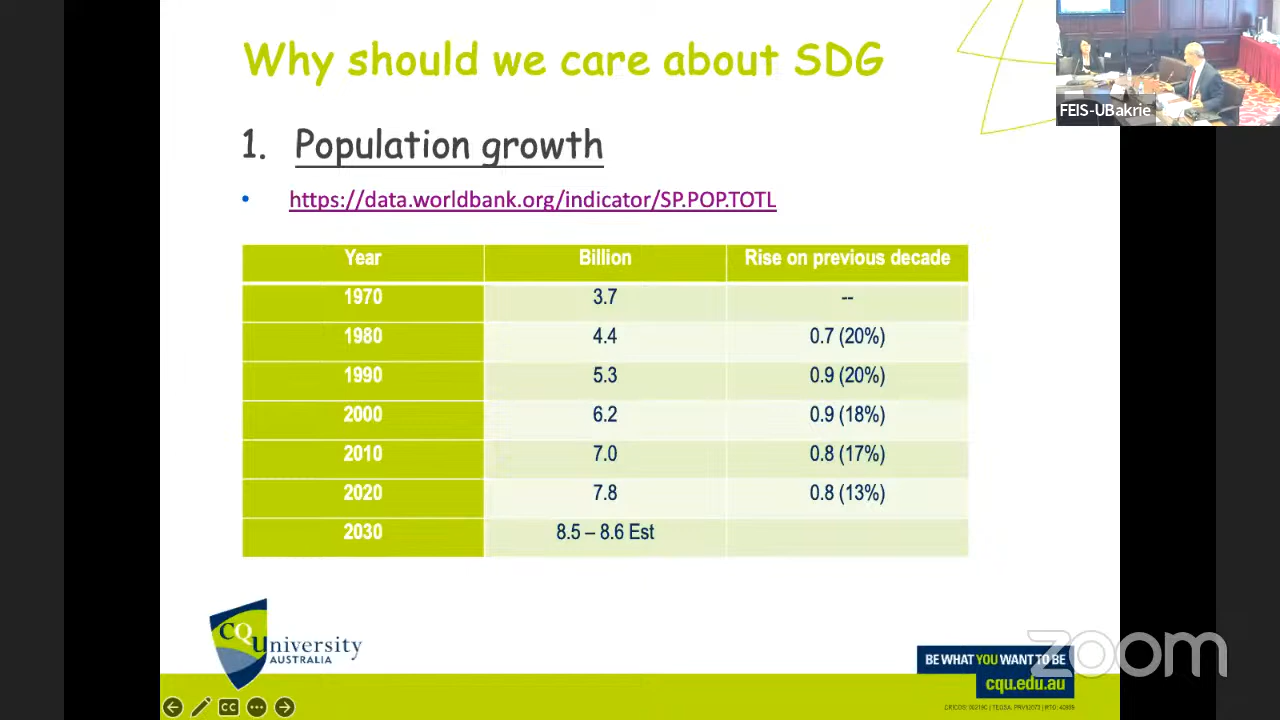 Why should we care about SDG
FEIS-UBakrie
1. Population growth
• https://data.worldbank.org/indicator/SP.POP.TOTL
Year Billion Rise on previous decade
1970 3.7 --
1980 4.4 0.7 (20%)
1990 5.3 0.9 (20%)
2000 6.2 0.9 (18%)
2010 7.0 0.8 (17%)
2020 7.8 0.8 (13%)
2030 8.5 – 8.6 Est
CQUniversity
AUSTRALIA
BE WHAT YOU WANT TO BE
cqu.edu.au
zoom
CC